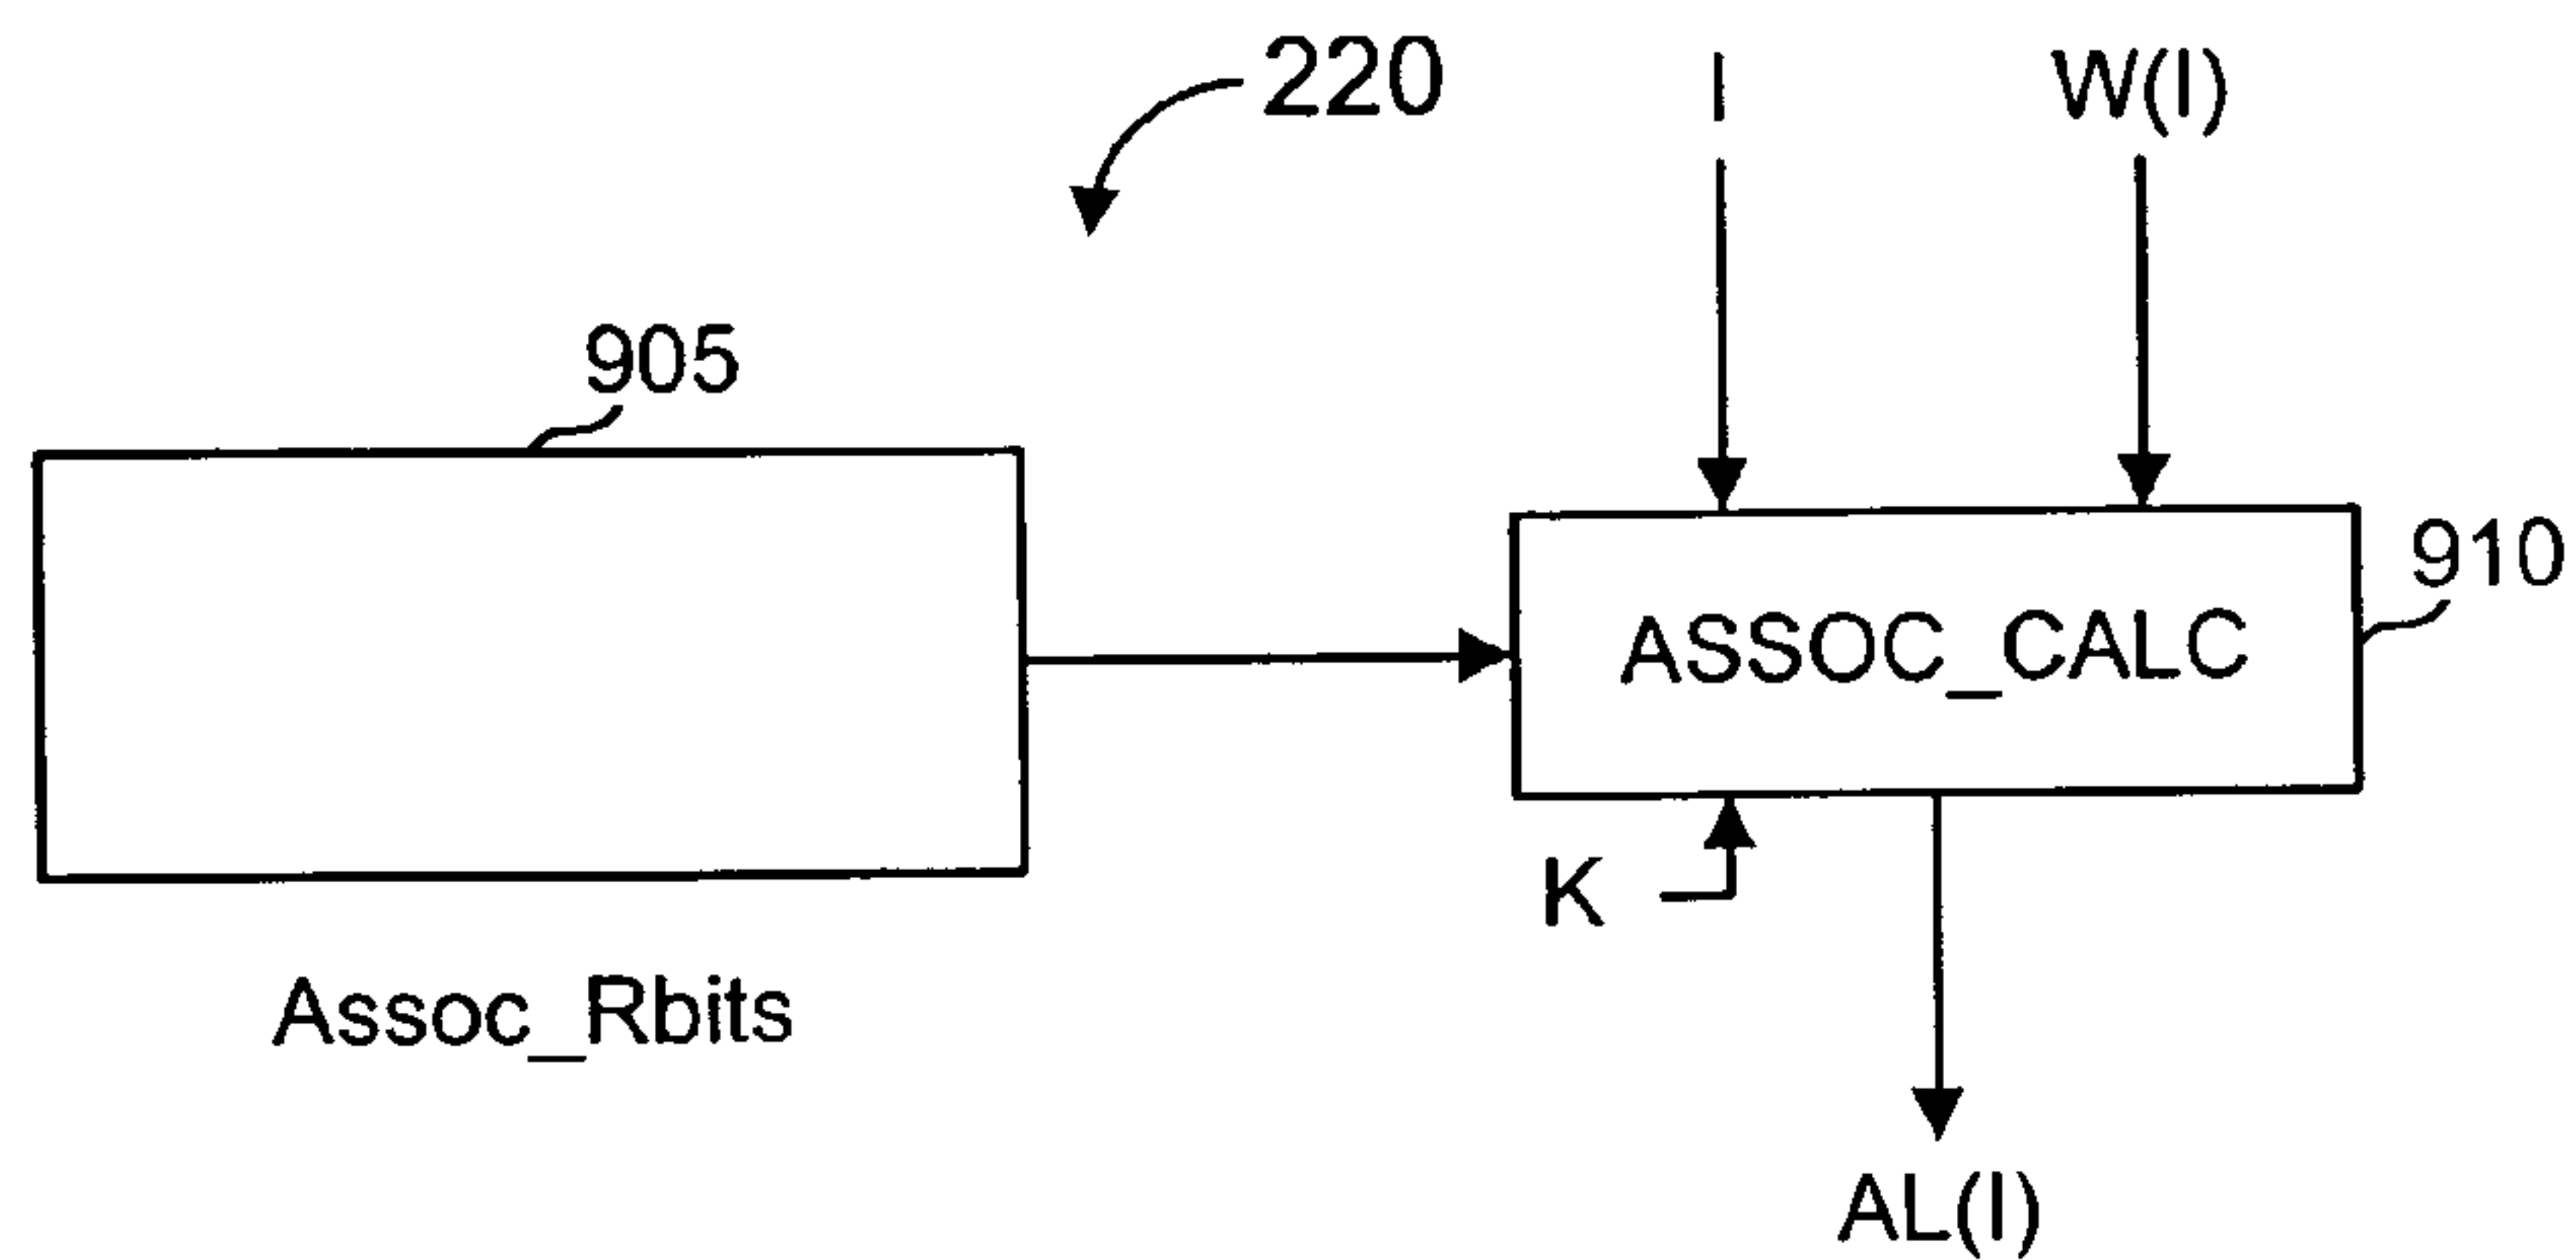 220
I
W(I)
905
910
ASSOC_CALC
K
Assoc_Rbits
AL(I)